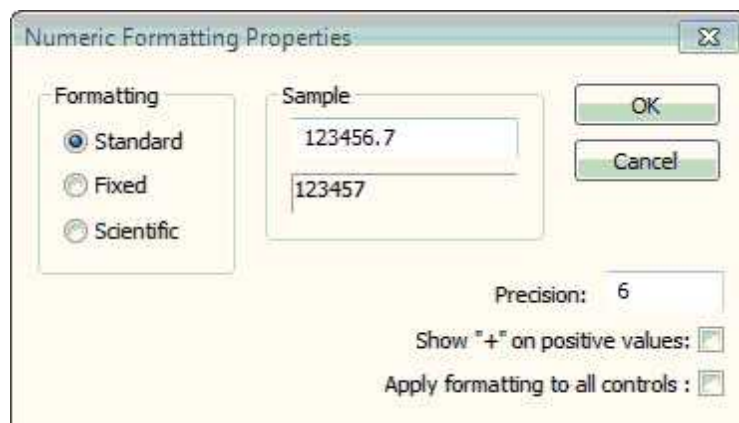 Numeric Formatting Properties
Formatting
Standard
Fixed
Scientific
Sample
123456.7
123457
OK
Cancel
Precision: 6
Show "+" on positive values:
Apply formatting to all controls :